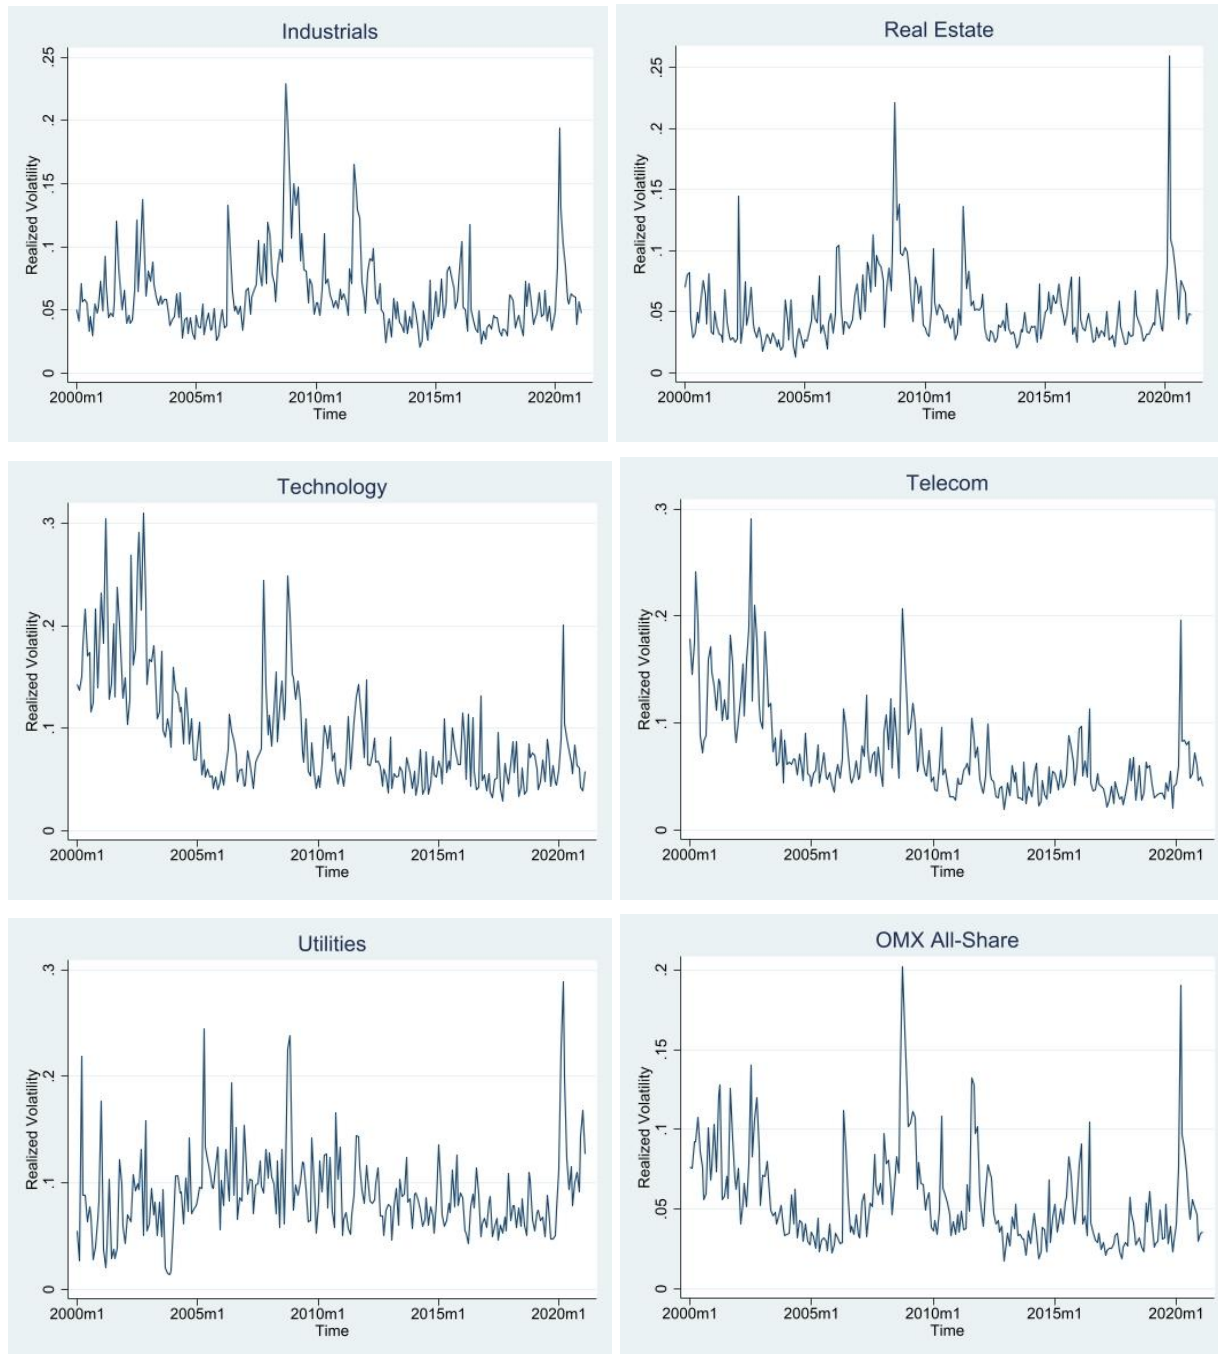 Industrials
Realized Volatility
0 .05 .1 .15 .2 .25
2000m1 2005m1 2010m1 2015m1 2020m1
Time
Real Estate
Realized Volatility
0 .05 .1 .15 .2 .25
2000m1 2005m1 2010m1 2015m1 2020m1
Time
Technology
Realized Volatility
0 .1 .2 .3
2000m1 2005m1 2010m1 2015m1 2020m1
Time
Telecom
Realized Volatility
0 .1 .2 .3
2000m1 2005m1 2010m1 2015m1 2020m1
Time
Utilities
Realized Volatility
0 .1 .2 .3
2000m1 2005m1 2010m1 2015m1 2020m1
Time
OMX All-Share
Realized Volatility
0 .05 .1 .15 .2
2000m1 2005m1 2010m1 2015m1 2020m1
Time